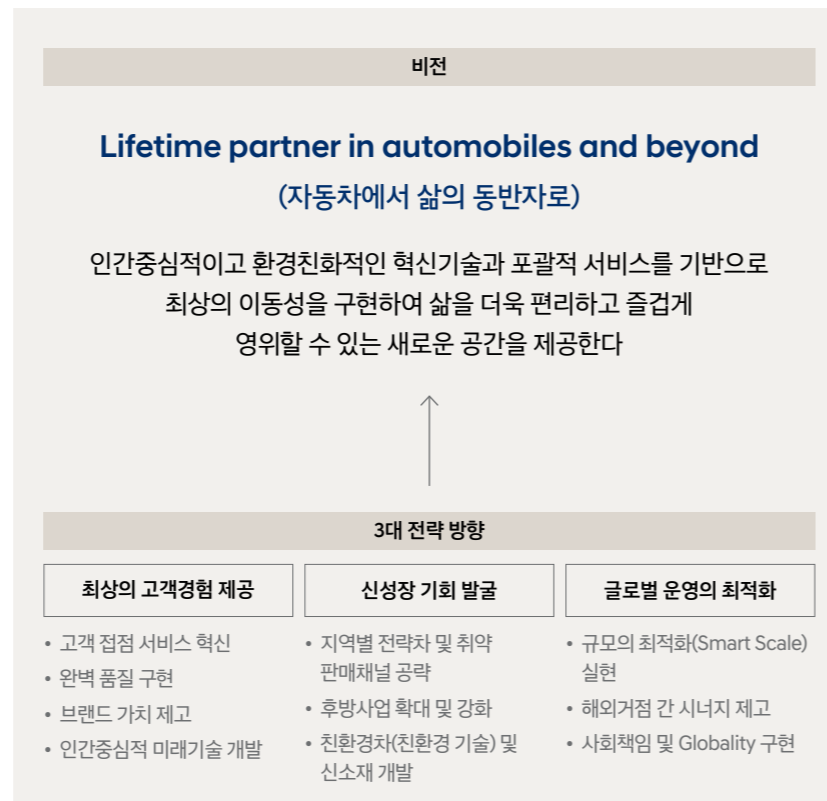 비전
Lifetime partner in automobiles and beyond
(자동차에서 삶의 동반자로)
인간중심적이고 환경친화적인 혁신기술과 포괄적 서비스를 기반으로
최상의 이동성을 구현하여 삶을 더욱 편리하고 즐겁게
영위할 수 있는 새로운 공간을 제공한다
3대 전략 방향
최상의 고객경험 제공
• 고객 접점 서비스 혁신
• 완벽 품질 구현
• 브랜드 가치 제고
• 인간중심적 미래기술 개발
신성장 기회 발굴
• 지역별 전략차 및 취약
판매채널 공략
• 후방사업 확대 및 강화
• 친환경차(친환경 기술) 및
신소재 개발
글로벌 운영의 최적화
• 규모의 최적화(Smart Scale)
실현
• 해외거점 간 시너지 제고
• 사회책임 및 Globality 구현